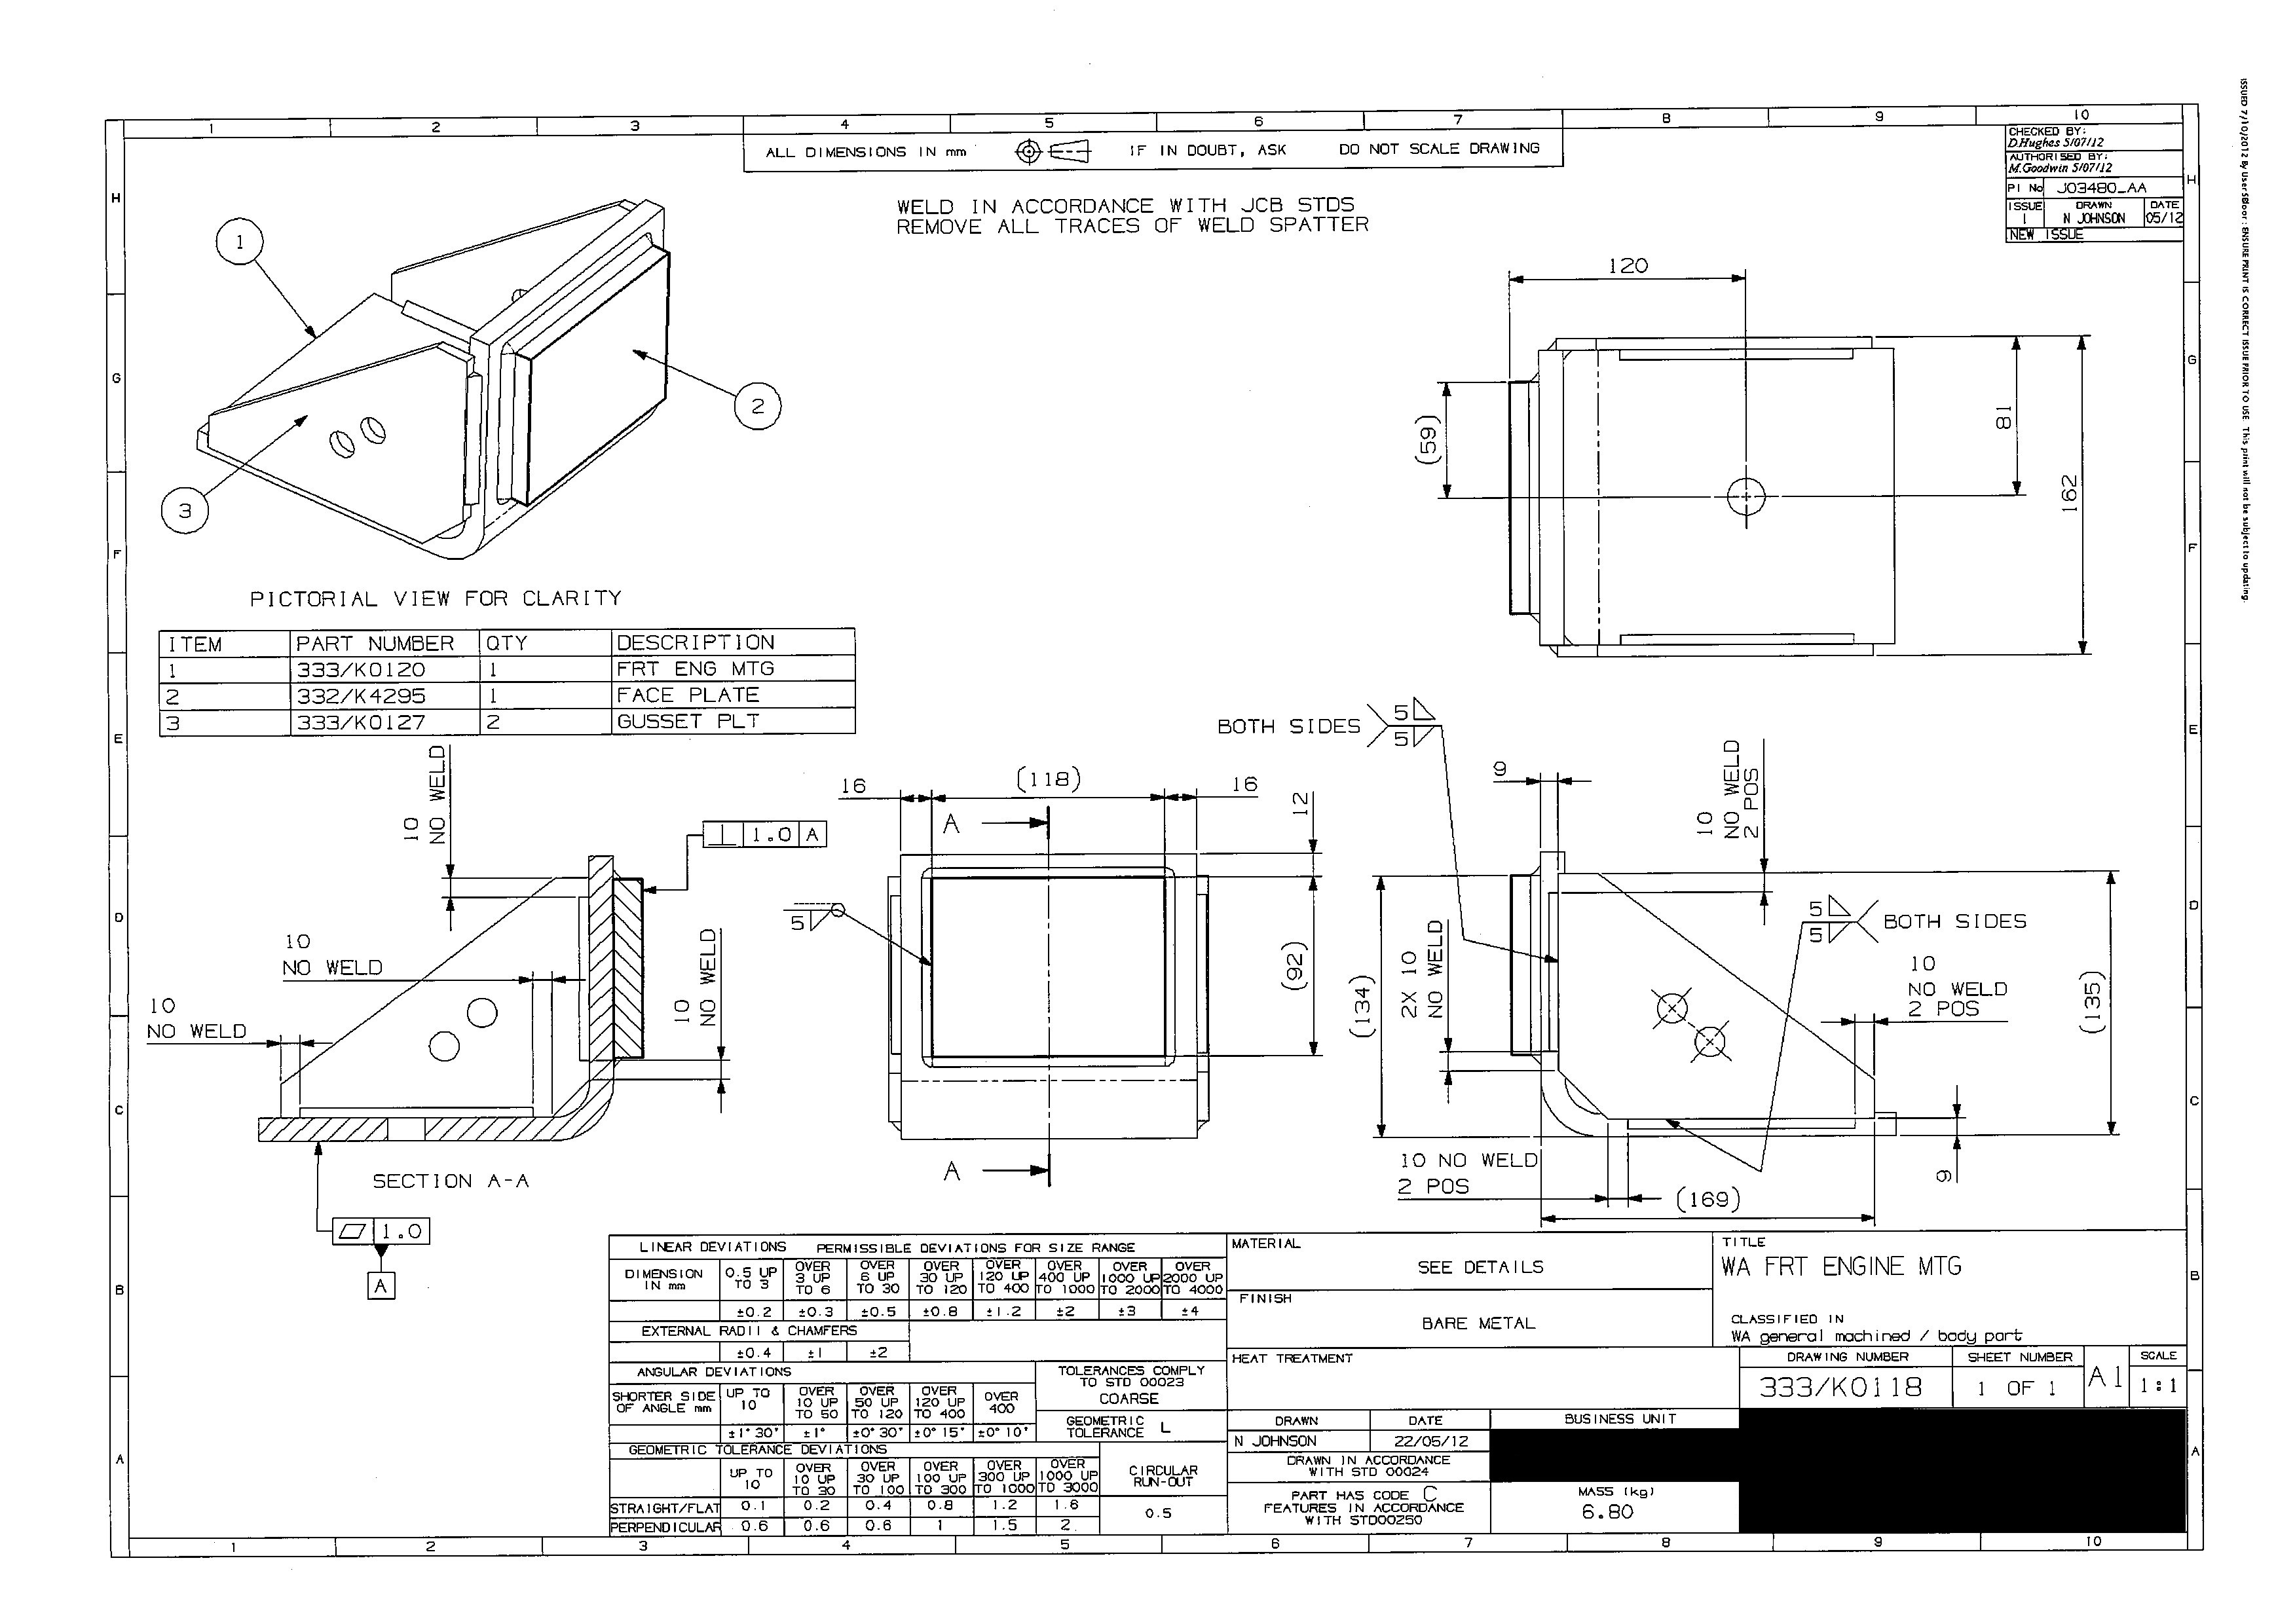 1 2 3 4 5 6 7 8 9 10
ALL DIMENSIONS IN mm IF IN DOUBT, ASK DO NOT SCALE DRAWING
CHECKED BY:
D.Hughes 5/07/12
AUTHORISED BY:
M.Goodwin 5/07/12
PI No J03480_AA
ISSUE DRAWN DATE
1 N JOHNSON 05/12
NEW ISSUE
ISSUED 7/10/2012 By User$@loor: ENSURE PRINT IS CORRECT ISSUE PRIOR TO USE This print will not be subject to updating.
H H
G G
F F
E E
D D
C C
B B
A A
WELD IN ACCORDANCE WITH JCB STDS
REMOVE ALL TRACES OF WELD SPATTER
1
2
3
PICTORIAL VIEW FOR CLARITY
ITEM PART NUMBER QTY DESCRIPTION
1 333/K0120 1 FRT ENG MTG
2 332/K4295 1 FACE PLATE
3 333/K0127 2 GUSSET PLT
120
(59)
81
162
10
NO WELD
⊥ 1.0 A
10
NO WELD
10
NO WELD
10
NO WELD
SECTION A-A
⏥ 1.0
A
16 (118) 16
12
A
5
(92)
A
BOTH SIDES 5
5
9
10
NO WELD
2 POS
5
5 BOTH SIDES
(134)
2X 10
NO WELD
10
NO WELD
2 POS
(135)
10 NO WELD
2 POS
(169)
9
LINEAR DEVIATIONS PERMISSIBLE DEVIATIONS FOR SIZE RANGE
DIMENSION
IN mm
0.5 UP
TO 3
OVER
3 UP
TO 6
OVER
6 UP
TO 30
OVER
30 UP
TO 120
OVER
120 UP
TO 400
OVER
400 UP
TO 1000
OVER
1000 UP
TO 2000
OVER
2000 UP
TO 4000
±0.2 ±0.3 ±0.5 ±0.8 ±1.2 ±2 ±3 ±4
EXTERNAL RADII & CHAMFERS
±0.4 ±1 ±2
ANGULAR DEVIATIONS
SHORTER SIDE
OF ANGLE mm
UP TO
10
OVER
10 UP
TO 50
OVER
50 UP
TO 120
OVER
120 UP
TO 400
OVER
400
±1°30' ±1° ±0°30' ±0°15' ±0°10'
TOLERANCES COMPLY
TO STD 00023
COARSE
GEOMETRIC
TOLERANCE L
GEOMETRIC TOLERANCE DEVIATIONS
UP TO
10
OVER
10 UP
TO 30
OVER
30 UP
TO 100
OVER
100 UP
TO 300
OVER
300 UP
TO 1000
OVER
1000 UP
TO 3000
CIRCULAR
RUN-OUT
STRAIGHT/FLAT 0.1 0.2 0.4 0.8 1.2 1.6
PERPENDICULAR 0.6 0.6 0.6 1 1.5 2
0.5
MATERIAL
SEE DETAILS
FINISH
BARE METAL
HEAT TREATMENT
DRAWN DATE
N JOHNSON 22/05/12
DRAWN IN ACCORDANCE
WITH STD 00024
PART HAS CODE C
FEATURES IN ACCORDANCE
WITH STD00250
BUSINESS UNIT
MASS (kg)
6.80
TITLE
WA FRT ENGINE MTG
CLASSIFIED IN
WA general machined / body part
DRAWING NUMBER SHEET NUMBER SCALE
333/K0118 1 OF 1 A1 1:1
1 2 3 4 5 6 7 8 9 10